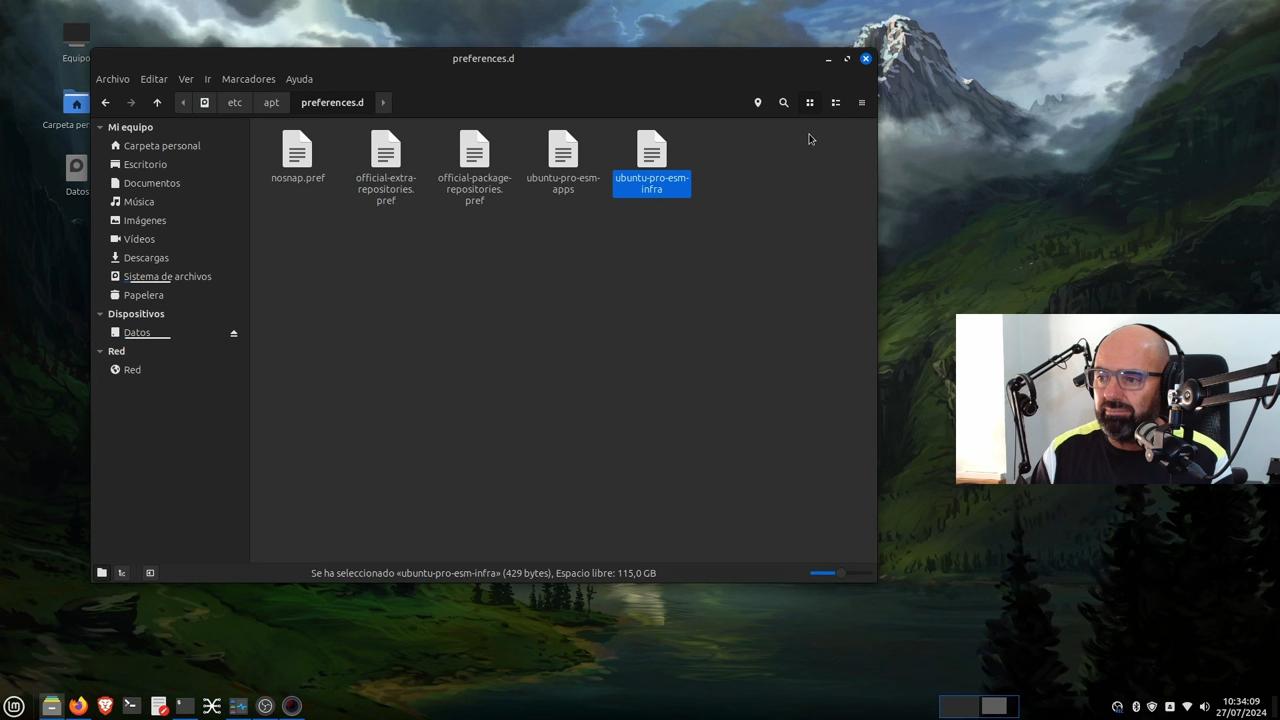 Equipo
Carpeta per
Datos
preferences.d
Archivo Editar Ver Ir Marcadores Ayuda
etc apt preferences.d
Mi equipo
Carpeta personal
Escritorio
Documentos
Música
Imágenes
Vídeos
Descargas
Sistema de archivos
Papelera
Dispositivos
Datos
Red
Red
nosnap.pref
official-extra-
repositories.
pref
official-package-
repositories.
pref
ubuntu-pro-esm-
apps
ubuntu-pro-esm-
infra
Se ha seleccionado «ubuntu-pro-esm-infra» (429 bytes), Espacio libre: 115,0 GB
10:34:09
27/07/2024